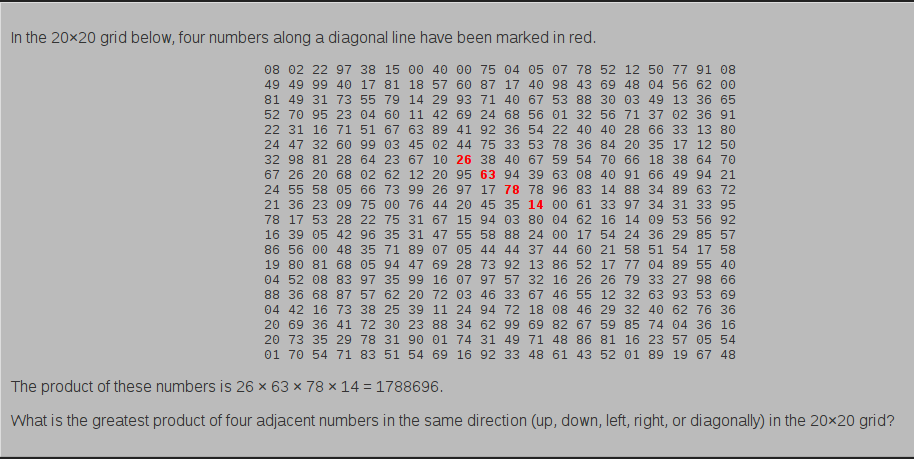 In the 20×20 grid below, four numbers along a diagonal line have been marked in red.
08 02 22 97 38 15 00 40 00 75 04 05 07 78 52 12 50 77 91 08
49 49 99 40 17 81 18 57 60 87 17 40 98 43 69 48 04 56 62 00
81 49 31 73 55 79 14 29 93 71 40 67 53 88 30 03 49 13 36 65
52 70 95 23 04 60 11 42 69 24 68 56 01 32 56 71 37 02 36 91
22 31 16 71 51 67 63 89 41 92 36 54 22 40 40 28 66 33 13 80
24 47 32 60 99 03 45 02 44 75 33 53 78 36 84 20 35 17 12 50
32 98 81 28 64 23 67 10 26 38 40 67 59 54 70 66 18 38 64 70
67 26 20 68 02 62 12 20 95 63 94 39 63 08 40 91 66 49 94 21
24 55 58 05 66 73 99 26 97 17 78 78 96 83 14 88 34 89 63 72
21 36 23 09 75 00 76 44 20 45 35 14 00 61 33 97 34 31 33 95
78 17 53 28 22 75 31 67 15 94 03 80 04 62 16 14 09 53 56 92
16 39 05 42 96 35 31 47 55 58 88 24 00 17 54 24 36 29 85 57
86 56 00 48 35 71 89 07 05 44 44 37 44 60 21 58 51 54 17 58
19 80 81 68 05 94 47 69 28 73 92 13 86 52 17 77 04 89 55 40
04 52 08 83 97 35 99 16 07 97 57 32 16 26 26 79 33 27 98 66
88 36 68 87 57 62 20 72 03 46 33 67 46 55 12 32 63 93 53 69
04 42 16 73 38 25 39 11 24 94 72 18 08 46 29 32 40 62 76 36
20 69 36 41 72 30 23 88 34 62 99 69 82 67 59 85 74 04 36 16
20 73 35 29 78 31 90 01 74 31 49 71 48 86 81 16 23 57 05 54
01 70 54 71 83 51 54 69 16 92 33 48 61 43 52 01 89 19 67 48
The product of these numbers is 26 × 63 × 78 × 14 = 1788696.
What is the greatest product of four adjacent numbers in the same direction (up, down, left, right, or diagonally) in the 20×20 grid?